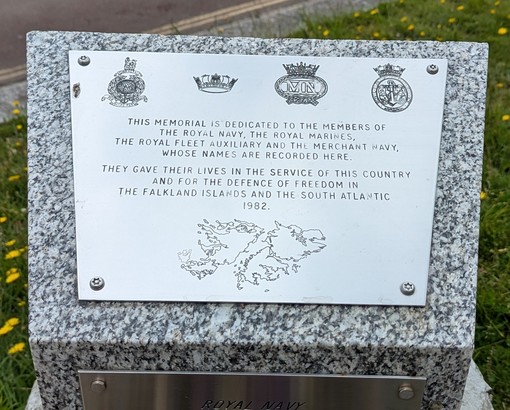 MN
THIS MEMORIAL IS DEDICATED TO THE MEMBERS OF
THE ROYAL NAVY, THE ROYAL MARINES,
THE ROYAL FLEET AUXILIARY AND THE MERCHANT NAVY,
WHOSE NAMES ARE RECORDED HERE.
THEY GAVE THEIR LIVES IN THE SERVICE OF THIS COUNTRY
AND FOR THE DEFENCE OF FREEDOM IN
THE FALKLAND ISLANDS AND THE SOUTH ATLANTIC
1982.
ROYAL NAVY